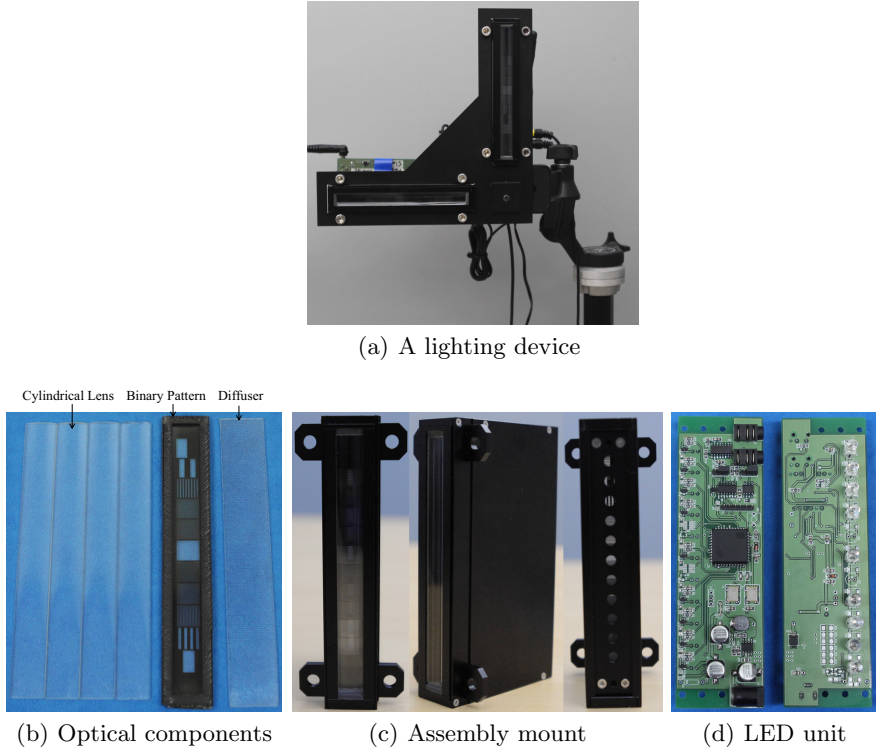 (a) A lighting device
Cylindrical Lens Binary Pattern Diffuser
(b) Optical components
(c) Assembly mount
(d) LED unit